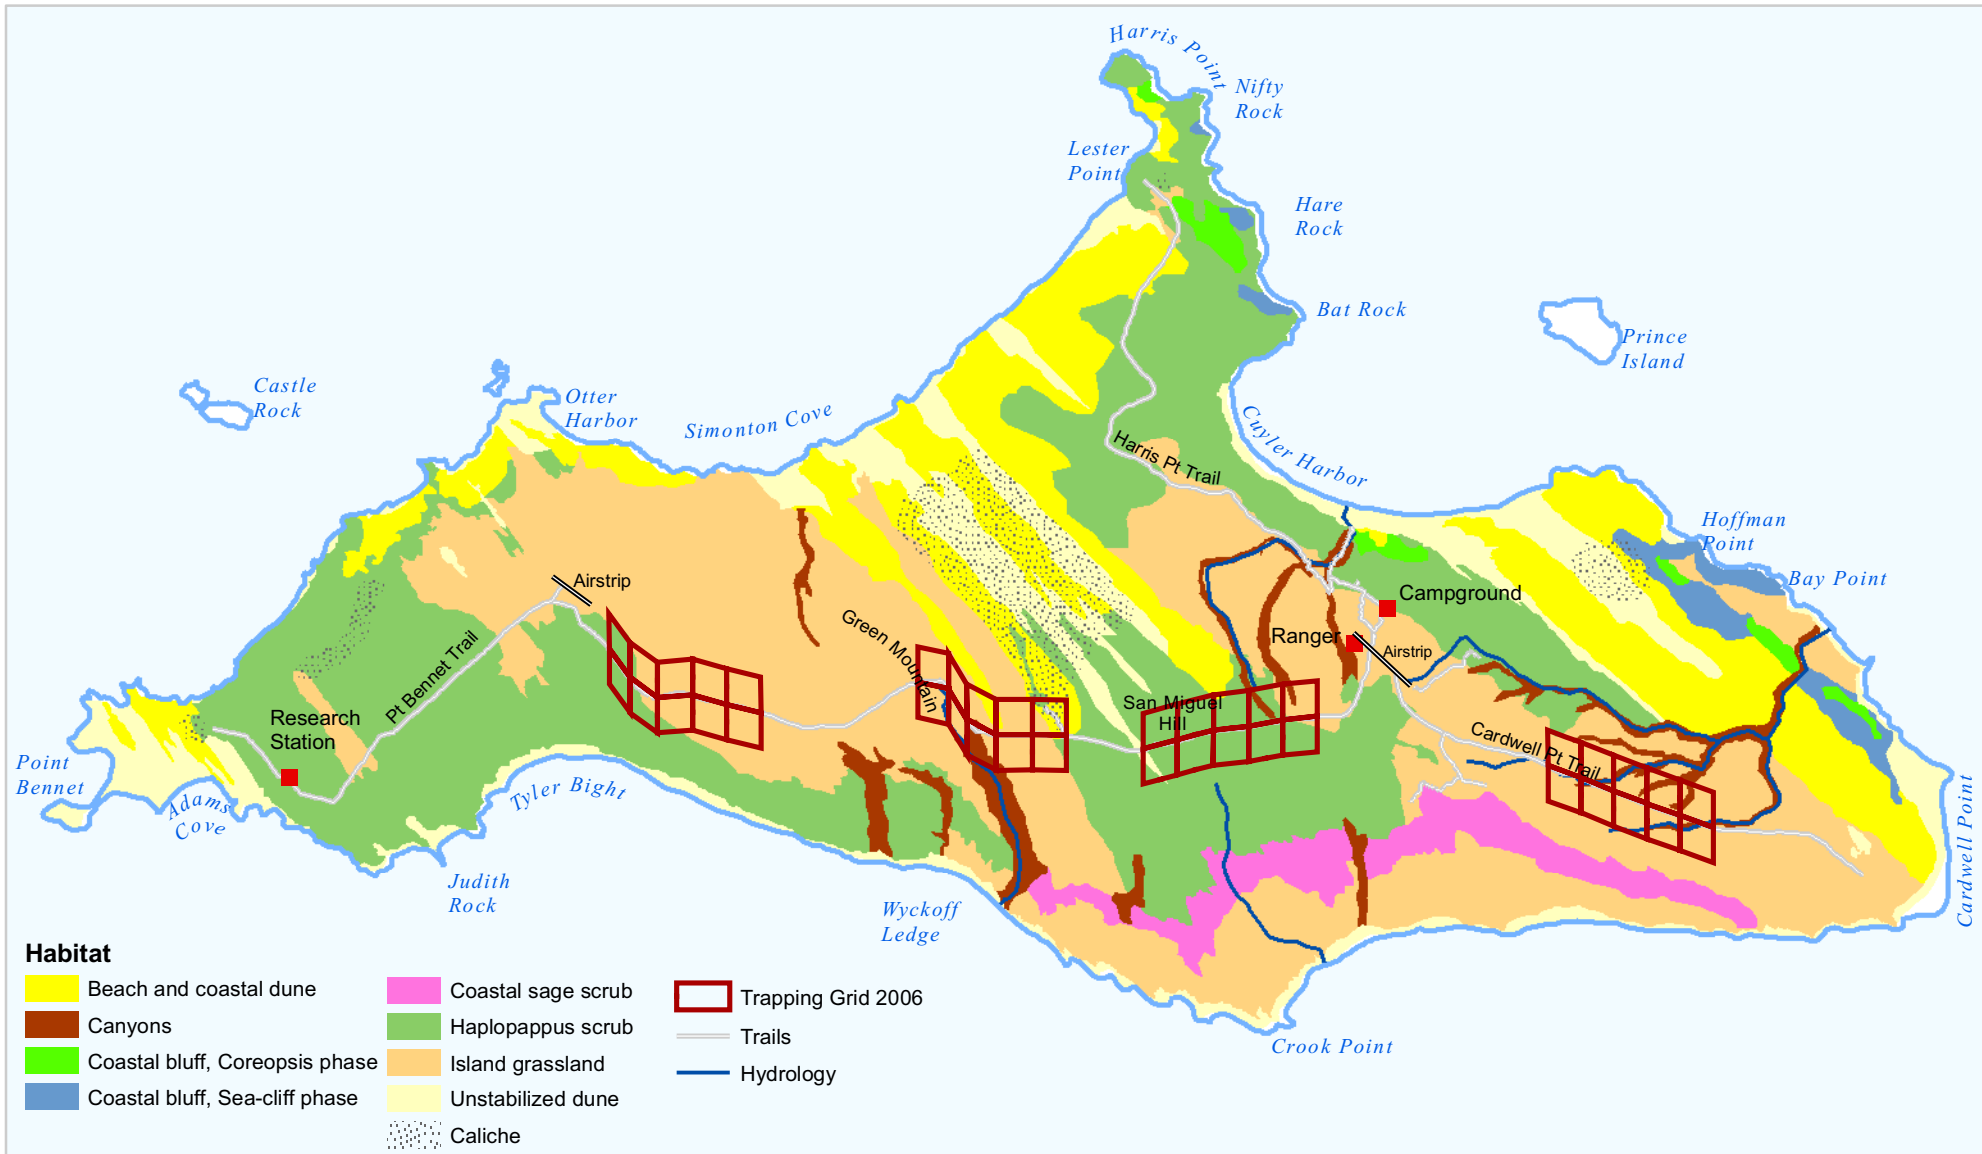 Harris Point
Nifty
Rock
Lester
Point
Hare
Rock
Bat Rock
Prince
Island
Castle
Rock
Otter
Harbor
Simonton Cove
Cuyler Harbor
Harris Pt Trail
Hoffman
Point
Bay Point
Airstrip
Campground
Green Mountain
Ranger
Airstrip
Pt Bennet Trail
San Miguel
Hill
Research
Station
Cardwell Pt Trail
Point
Bennet
Adams
Cove
Tyler Bight
Cardwell Point
Judith
Rock
Wyckoff
Ledge
Crook Point
Habitat
Beach and coastal dune
Canyons
Coastal bluff, Coreopsis phase
Coastal bluff, Sea-cliff phase
Coastal sage scrub
Haplopappus scrub
Island grassland
Unstabilized dune
Caliche
Trapping Grid 2006
Trails
Hydrology